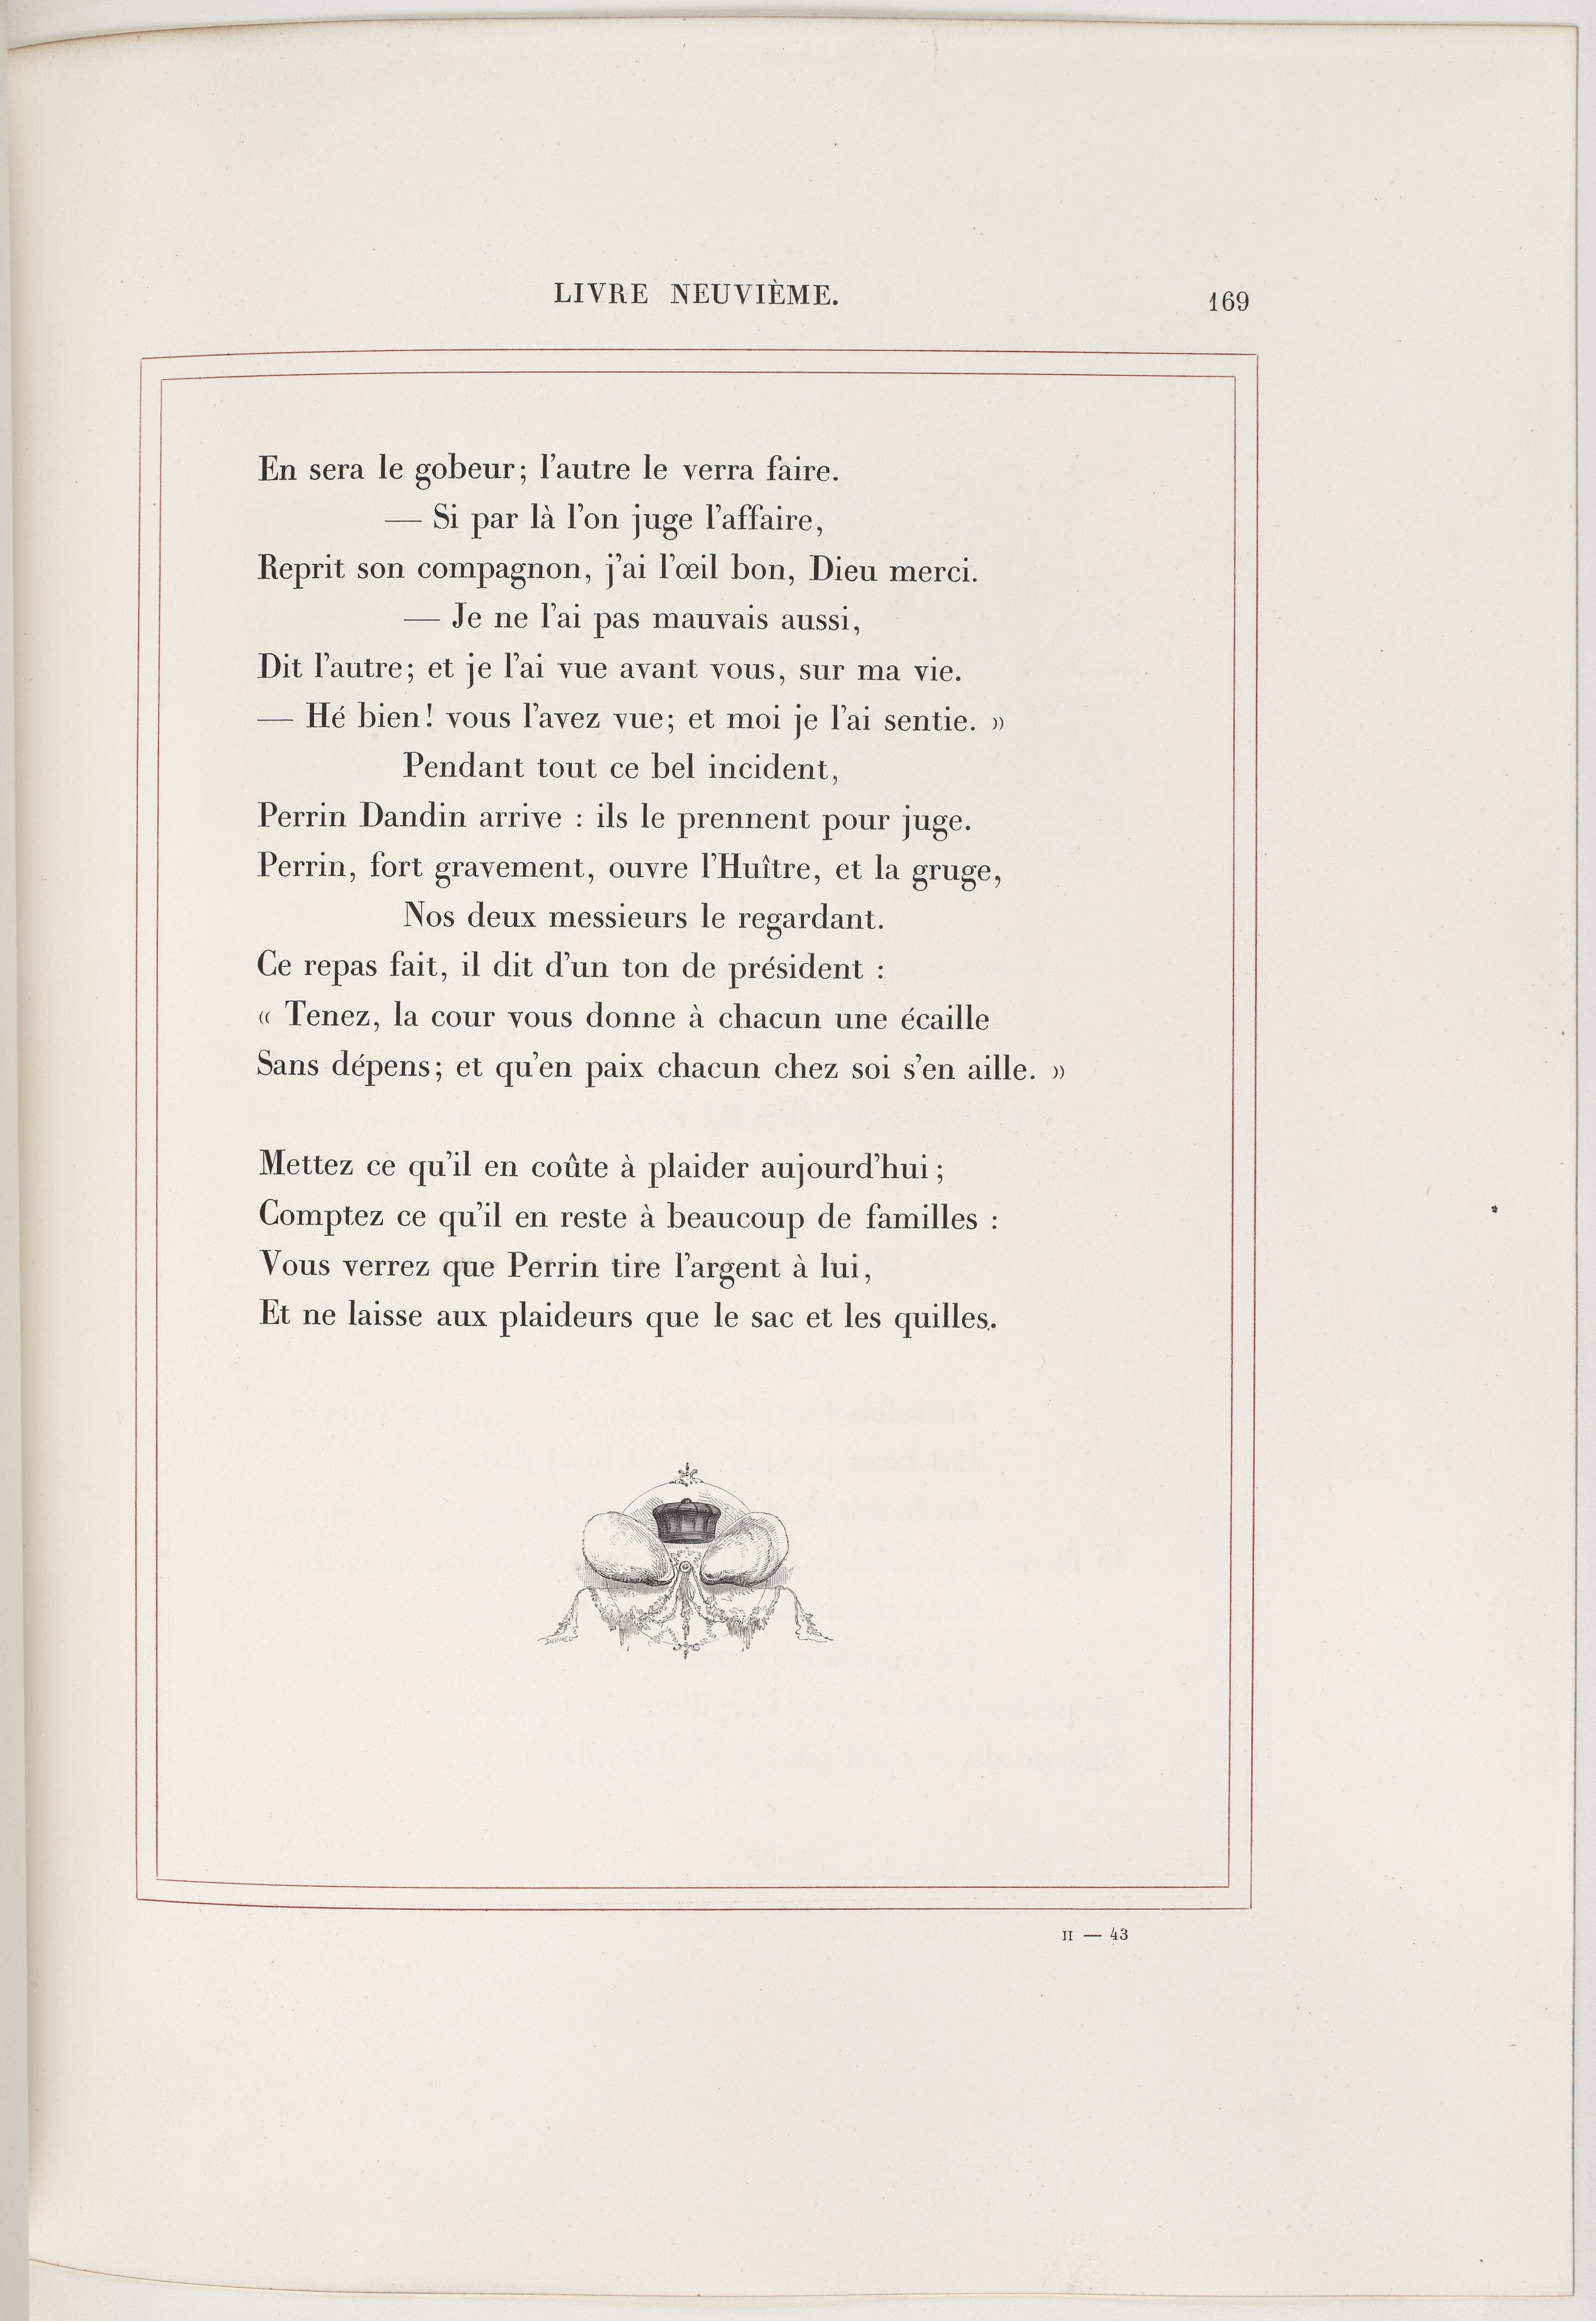 LIVRE NEUVIÈME.
169
En sera le gobeur; l'autre le verra faire.
— Si par là l'on juge l'affaire,
Reprit son compagnon, j'ai l'œil bon, Dieu merci.
— Je ne l'ai pas mauvais aussi,
Dit l'autre; et je l'ai vue avant vous, sur ma vie.
— Hé bien! vous l'avez vue; et moi je l'ai sentie. »
Pendant tout ce bel incident,
Perrin Dandin arrive : ils le prennent pour juge.
Perrin, fort gravement, ouvre l'Huître, et la gruge,
Nos deux messieurs le regardant.
Ce repas fait, il dit d'un ton de président :
« Tenez, la cour vous donne à chacun une écaille
Sans dépens; et qu'en paix chacun chez soi s'en aille. »
Mettez ce qu'il en coûte à plaider aujourd'hui;
Comptez ce qu'il en reste à beaucoup de familles :
Vous verrez que Perrin tire l'argent à lui,
Et ne laisse aux plaideurs que le sac et les quilles.
II — 43